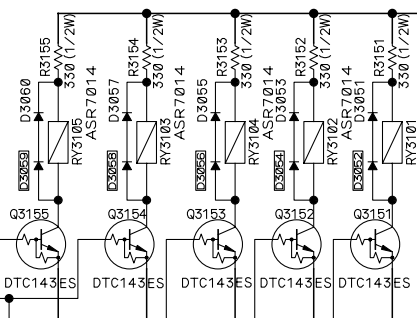 R3155
330 (1/2W)
R3154
330 (1/2W)
R3153
330 (1/2W)
R3152
330 (1/2W)
R3151
330 (1/2W)
D3060
D3059
RY3105
ASR7014
D3057
D3058
RY3103
ASR7014
D3055
D3056
RY3104
ASR7014
D3053
D3054
RY3102
ASR7014
D3051
D3052
RY3101
Q3155
Q3154
Q3153
Q3152
Q3151
DTC143ES
DTC143ES
DTC143ES
DTC143ES
DTC143ES